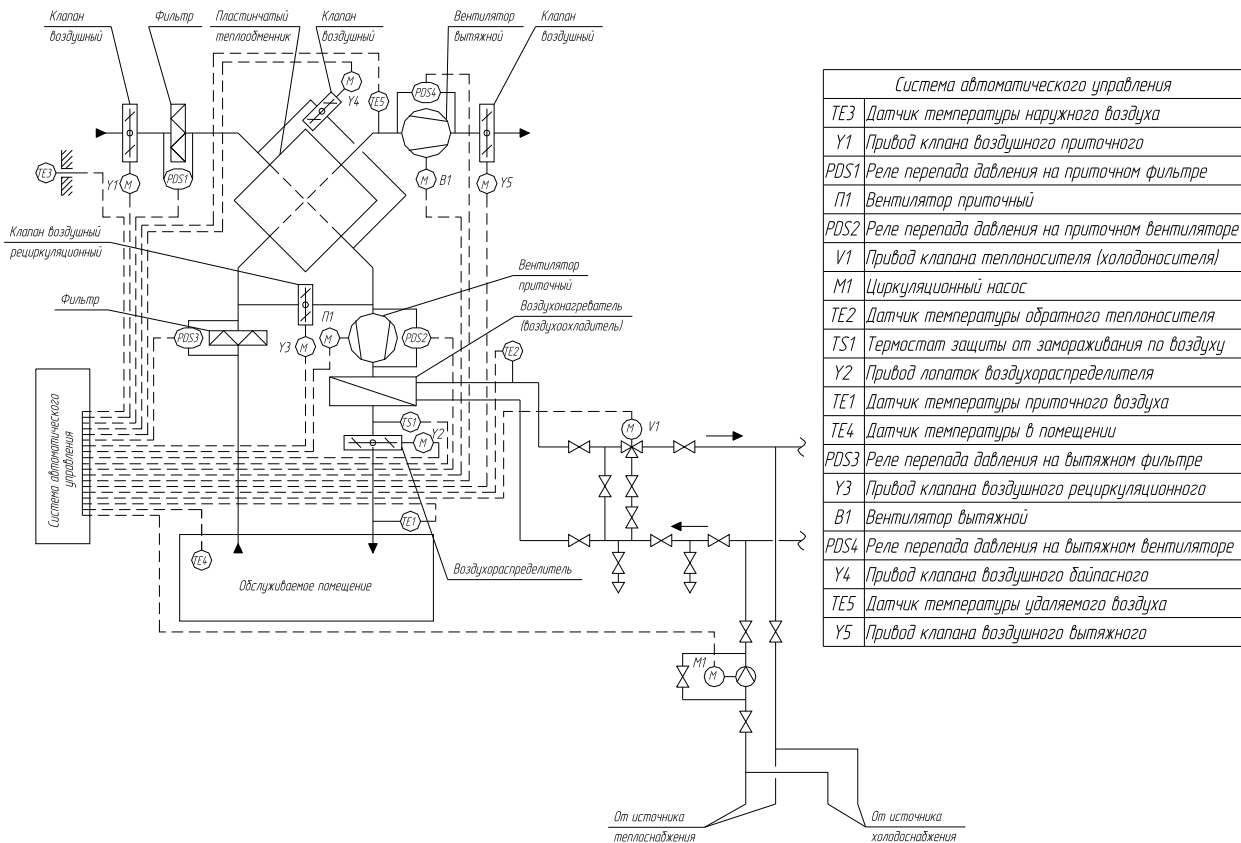 Клапан
воздушный
Фильтр
Пластинчатый
теплообменник
Клапан
воздушный
Вентилятор
вытяжной
Клапан
воздушный
M
Y4
TE5
PDS4
TE3
Y1
M
PDS1
M
B1
M
Y5
Клапан воздушный
рециркуляционный
Вентилятор
приточный
Воздухонагреватель
(воздухоохладитель)
Фильтр
П1
PDS3
Y3
M
M
PDS2
TE2
TS1
Y2
M
M
V1
Система автоматического
управления
TE1
TE4
Воздухораспределитель
Обслуживаемое помещение
M1
M
От источника
теплоснабжения
От источника
холодоснабжения
Система автоматического управления
TE3 Датчик температуры наружного воздуха
Y1 Привод клпана воздушного приточного
PDS1 Реле перепада давления на приточном фильтре
П1 Вентилятор приточный
PDS2 Реле перепада давления на приточном вентиляторе
V1 Привод клапана теплоносителя (холодоносителя)
M1 Циркуляционный насос
TE2 Датчик температуры обратного теплоносителя
TS1 Термостат защиты от замораживания по воздуху
Y2 Привод лопаток воздухораспределителя
TE1 Датчик температуры приточного воздуха
TE4 Датчик температуры в помещении
PDS3 Реле перепада давления на вытяжном фильтре
Y3 Привод клапана воздушного рециркуляционного
B1 Вентилятор вытяжной
PDS4 Реле перепада давления на вытяжном вентиляторе
Y4 Привод клапана воздушного байпасного
TE5 Датчик температуры удаляемого воздуха
Y5 Привод клапана воздушного вытяжного